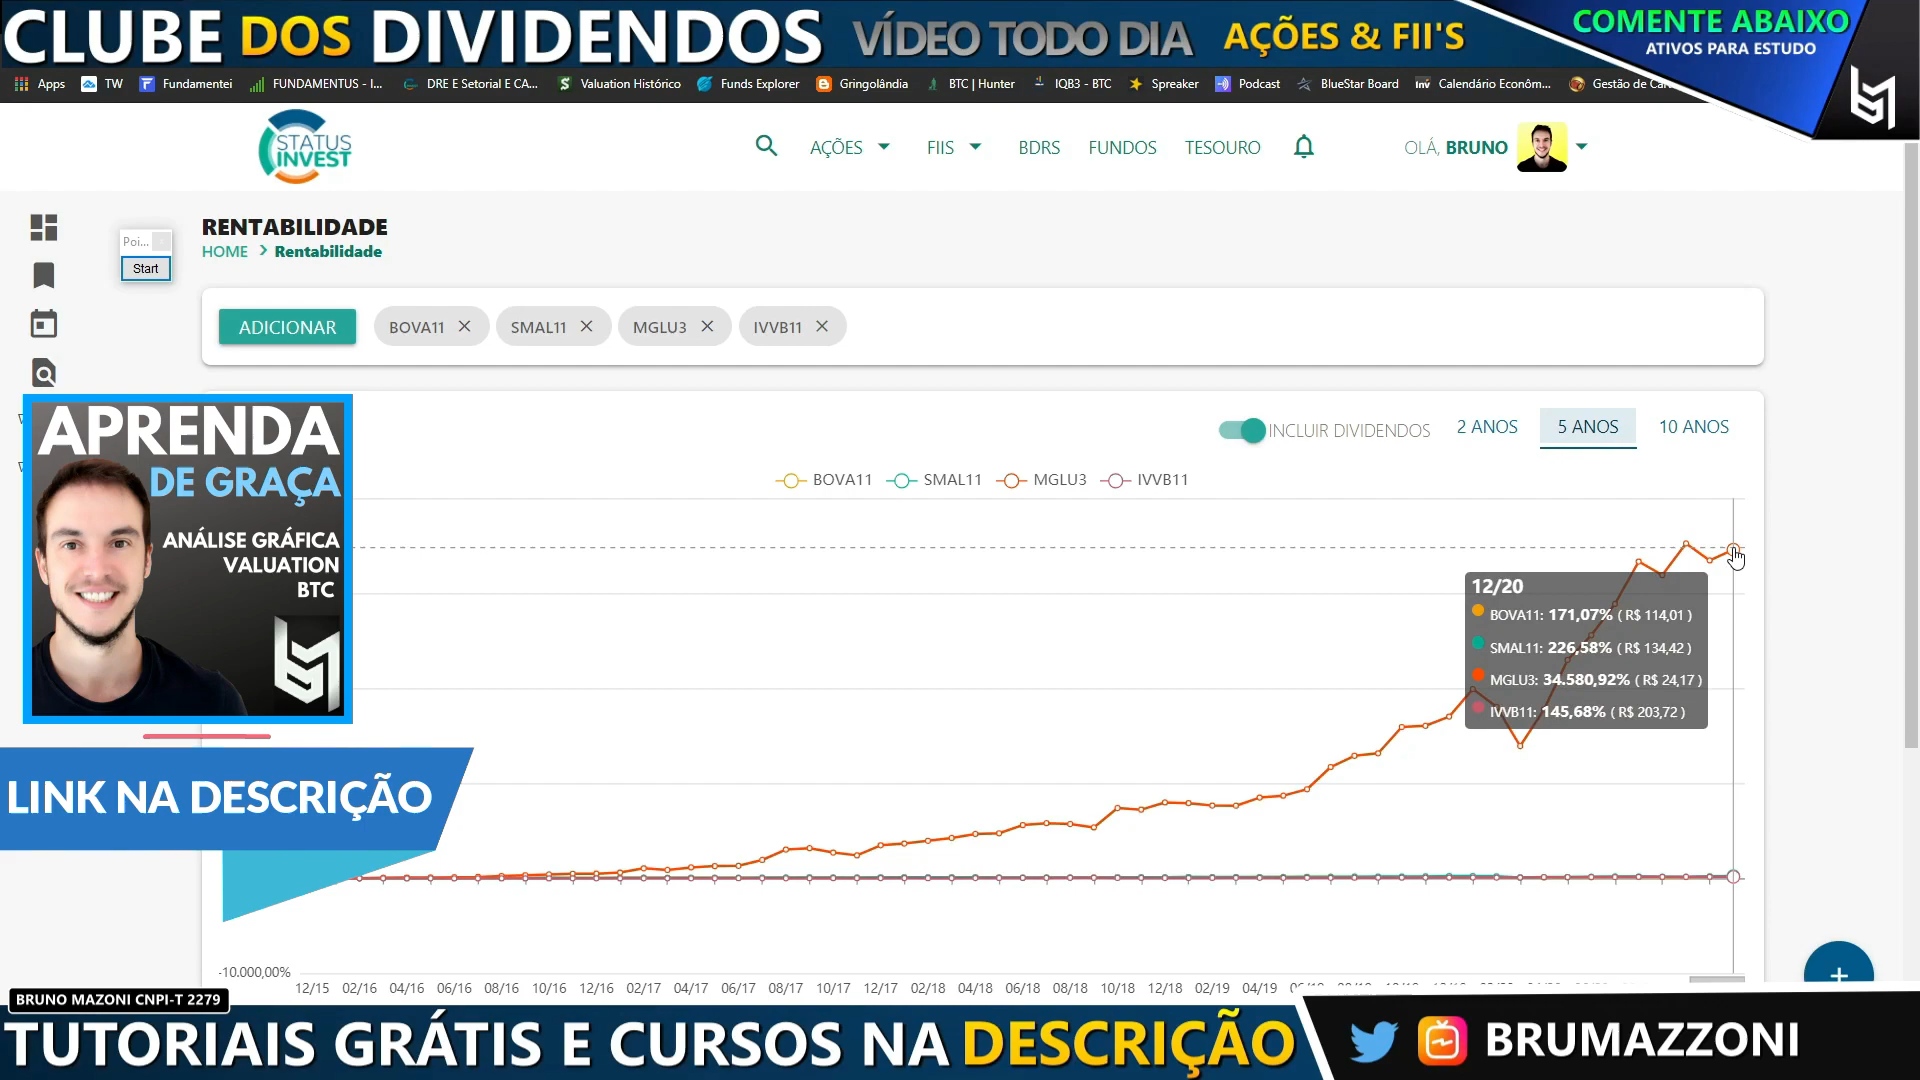 CLUBE DOS DIVIDENDOS VÍDEO TODO DIA AÇÕES & FII'S
COMENTE ABAIXO
ATIVOS PARA ESTUDO
Apps TW Fundamentei FUNDAMENTUS - I... DRE E Setorial E CA... Valuation Histórico Funds Explorer Gringolândia BTC | Hunter IQB3 - BTC Spreaker Podcast BlueStar Board Calendário Econôm... Gestão de Car
STATUS
INVEST
AÇÕES FIIS BDRS FUNDOS TESOURO OLÁ, BRUNO
RENTABILIDADE
HOME > Rentabilidade
Poi...
Start
ADICIONAR BOVA11 SMAL11 MGLU3 IVVB11
INCLUIR DIVIDENDOS 2 ANOS 5 ANOS 10 ANOS
BOVA11 SMAL11 MGLU3 IVVB11
APRENDA
DE GRAÇA
ANÁLISE GRÁFICA
VALUATION
BTC
12/20
BOVA11: 171,07% ( R$ 114,01 )
SMAL11: 226,58% ( R$ 134,42 )
MGLU3: 34.580,92% ( R$ 24,17 )
IVVB11: 145,68% ( R$ 203,72 )
LINK NA DESCRIÇÃO
-10.000,00%
12/15 02/16 04/16 06/16 08/16 10/16 12/16 02/17 04/17 06/17 08/17 10/17 12/17 02/18 04/18 06/18 08/18 10/18 12/18 02/19 04/19
BRUNO MAZONI CNPI-T 2279
TUTORIAIS GRÁTIS E CURSOS NA DESCRIÇÃO
BRUMAZZONI